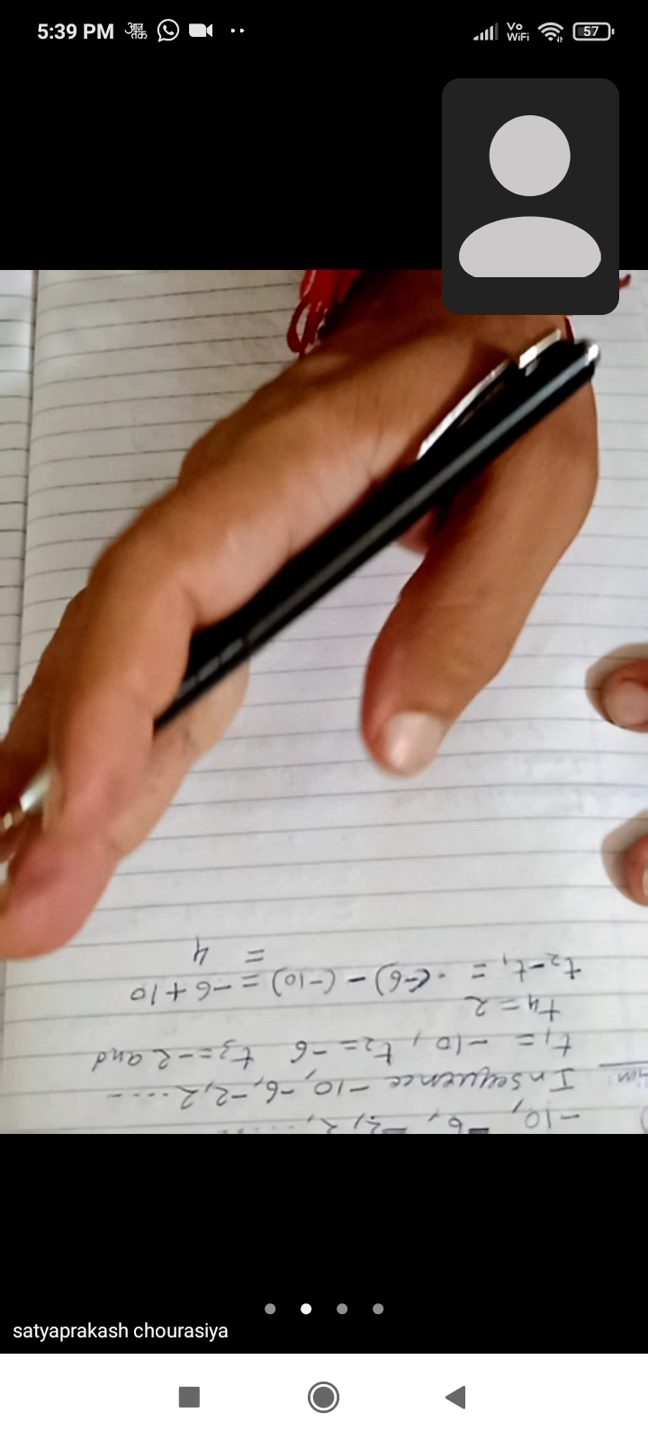 5:39 PM
Vo
WiFi
57
-10, -6, -2, 2, .....
In sequence -10, -6, -2, 2 ....
t₁ = -10, t₂ = -6 t₃ = -2 and
t₄ = 2
t₂-t₁ = (-6) - (-10) = -6 + 10
= 4
satyaprakash chourasiya